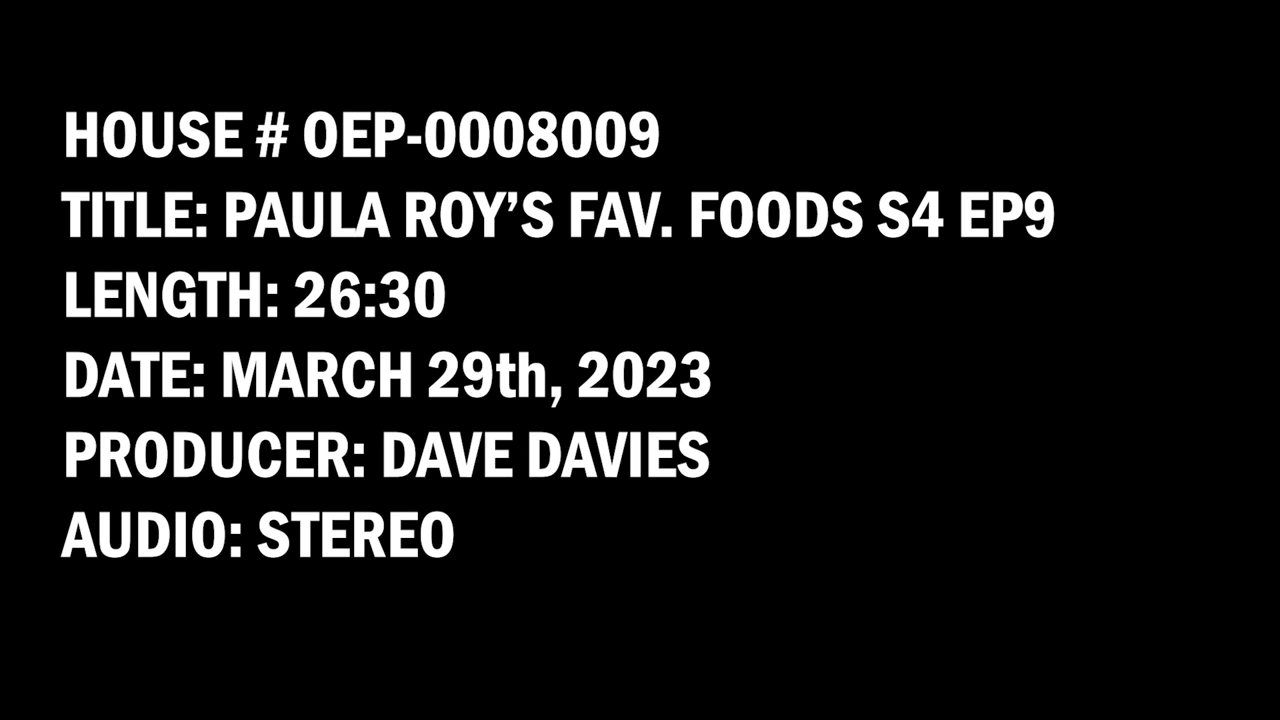 HOUSE # OEP-0008009
TITLE: PAULA ROY’S FAV. FOODS S4 EP9
LENGTH: 26:30
DATE: MARCH 29th, 2023
PRODUCER: DAVE DAVIES
AUDIO: STEREO